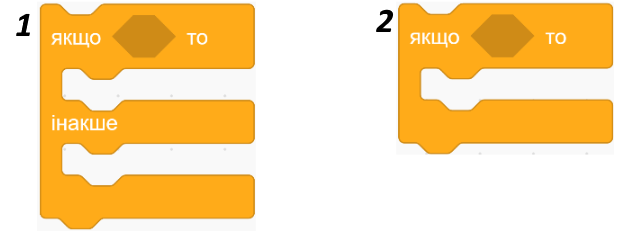 1
якщо то
інакше
2
якщо то